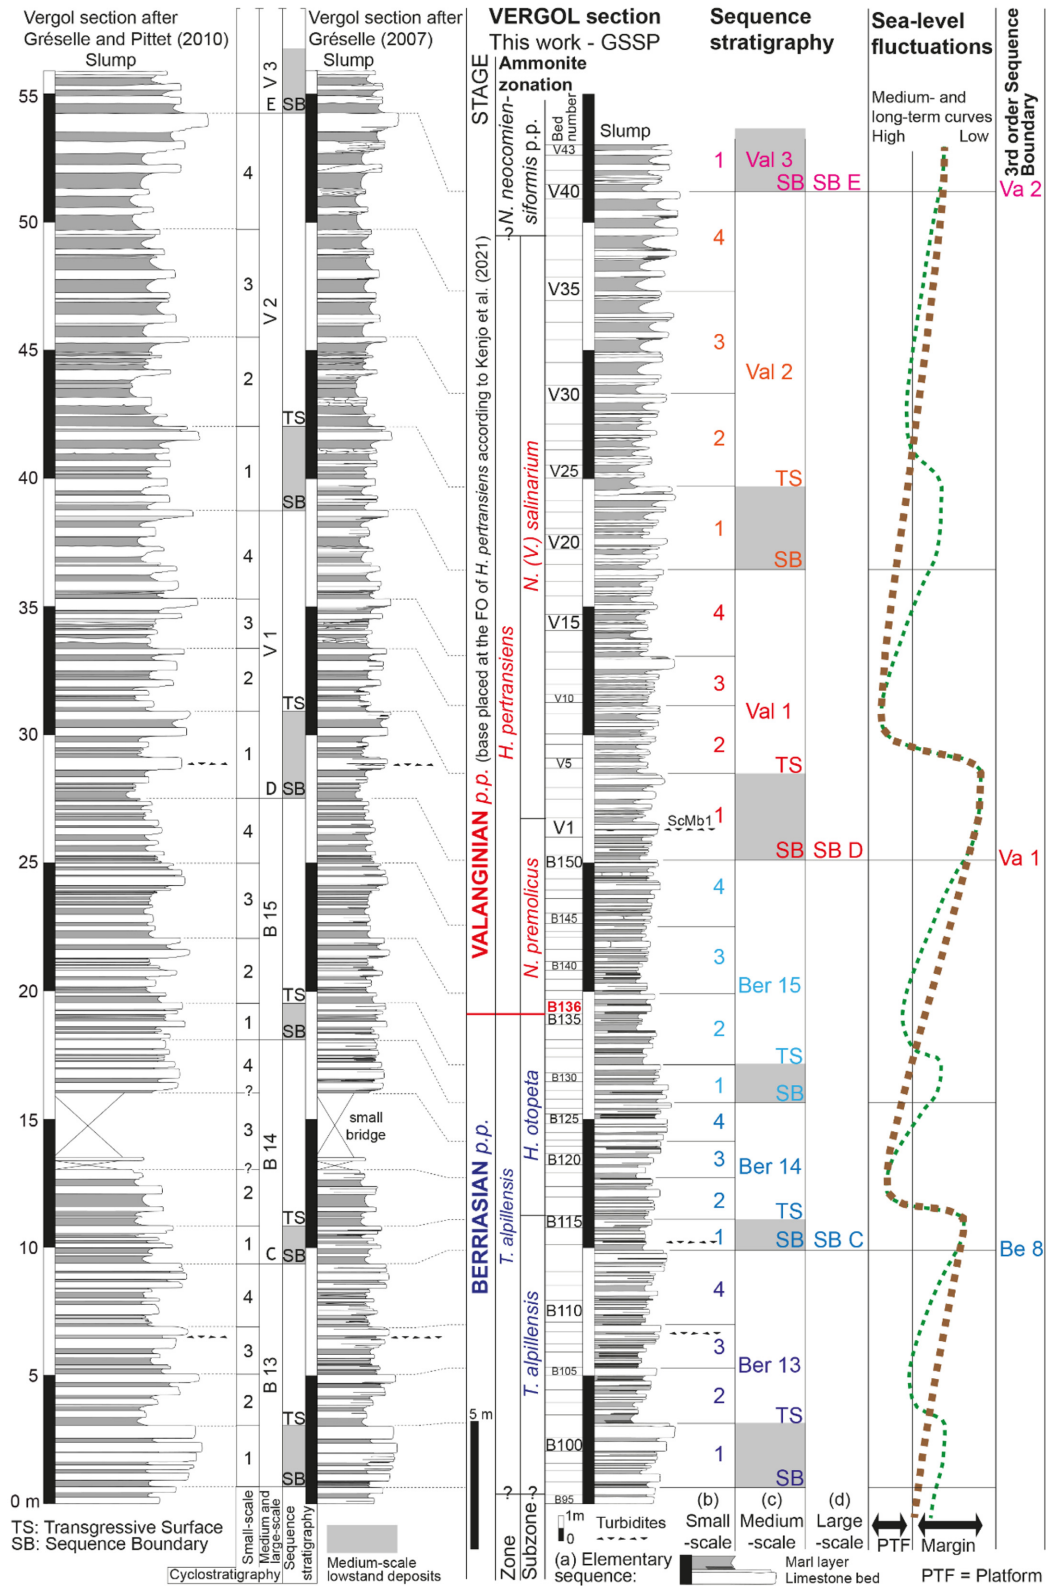 Vergol section after
Gréselle and Pittet (2010)
Slump
Vergol section after
Gréselle (2007)
Slump
STAGE
VERGOL section
This work - GSSP
Ammonite
zonation
Bed
number
Slump
Sequence
stratigraphy
Sea-level
fluctuations
Medium- and
long-term curves
High
Low
3rd order Sequence
Boundary
55
50
45
40
35
30
25
20
15
10
5
0 m
4
3
2
1
4
3
2
1
4
3
2
1
4
?
3
?
2
1
4
3
2
1
V 3
E
V 2
V 1
D
B 15
B 14
C
B 13
SB
TS
SB
TS
SB
TS
SB
TS
SB
TS
SB
small
bridge
VALANGINIAN p.p. (base placed at the FO of H. pertransiens according to Kenjo et al. (2021)
BERRIASIAN p.p.
N. neocomien-
siformis p.p.
?
H. pertransiens
N. (V.) salinarium
N. premolicus
H. otopeta
T. alpillensis
T. alpillensis
?
?
V43
V40
V35
V30
V25
V20
V15
V10
V5
V1
B150
B145
B140
B136
B135
B130
B125
B120
B115
B110
B105
B100
B95
ScMb1
1
4
3
2
1
4
3
2
1
4
3
2
1
4
3
2
1
4
3
2
1
Val 3
SB SB E
Val 2
TS
SB
Val 1
TS
SB SB D
Ber 15
TS
SB
Ber 14
TS
SB SB C
Ber 13
TS
SB
Va 2
Va 1
Be 8
5 m
TS: Transgressive Surface
SB: Sequence Boundary
Small-scale
Medium and
large-scale
Sequence
stratigraphy
Cyclostratigraphy
Medium-scale
lowstand deposits
Zone
Subzone
1m
0
Turbidites
(a) Elementary
sequence:
Marl layer
Limestone bed
(b)
Small
-scale
(c)
Medium
-scale
(d)
Large
-scale
PTF
Margin
PTF = Platform